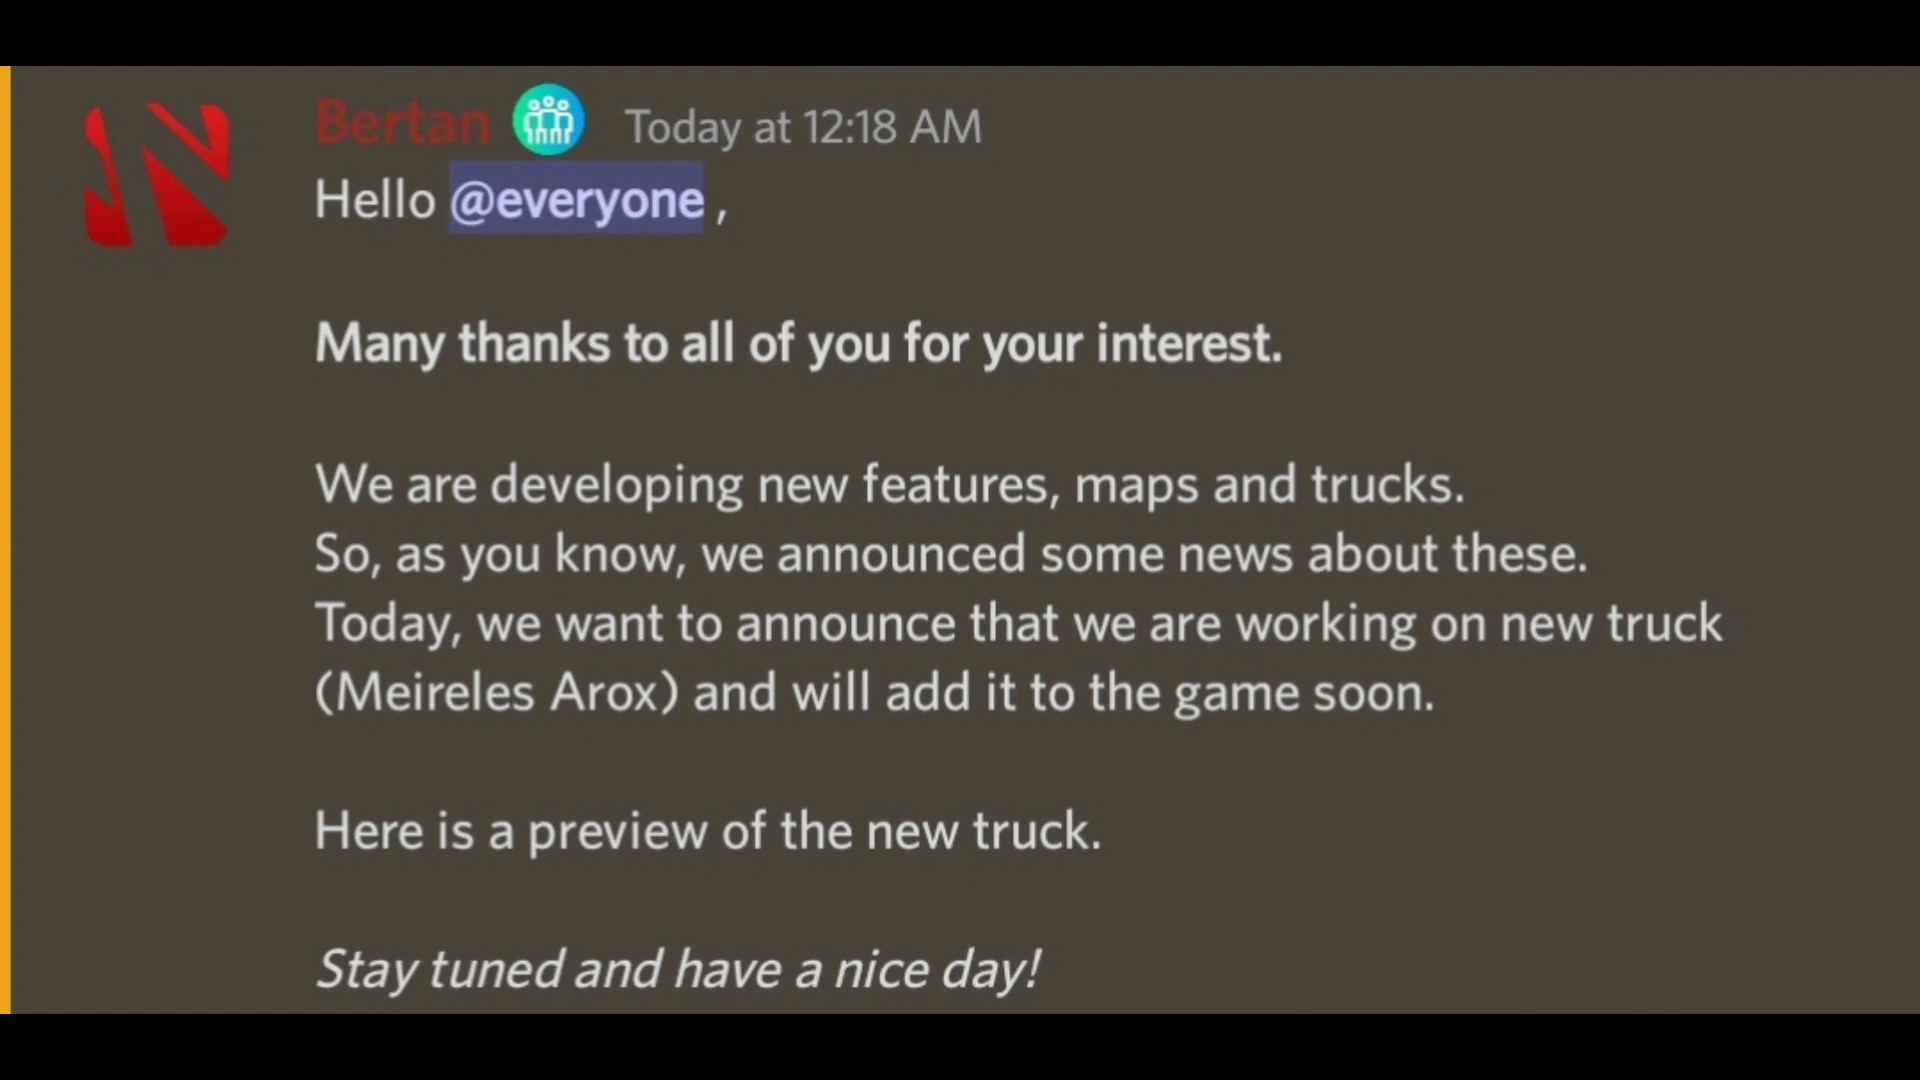 Bertan Today at 12:18 AM
Hello @everyone ,
Many thanks to all of you for your interest.
We are developing new features, maps and trucks.
So, as you know, we announced some news about these.
Today, we want to announce that we are working on new truck
(Meireles Arox) and will add it to the game soon.
Here is a preview of the new truck.
Stay tuned and have a nice day!